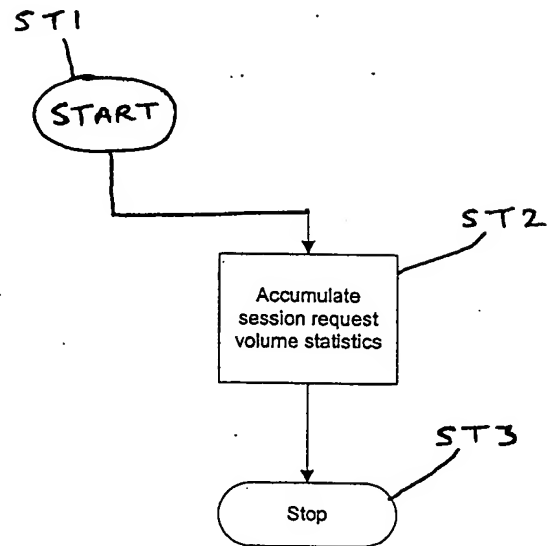 ST1
START
ST2
Accumulate
session request
volume statistics
ST3
Stop